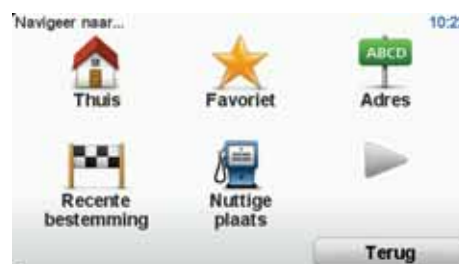 Navigeer naar...
10:2
ABCD
Thuis
Favoriet
Adres
Recente
bestemming
Nuttige
plaats
Terug